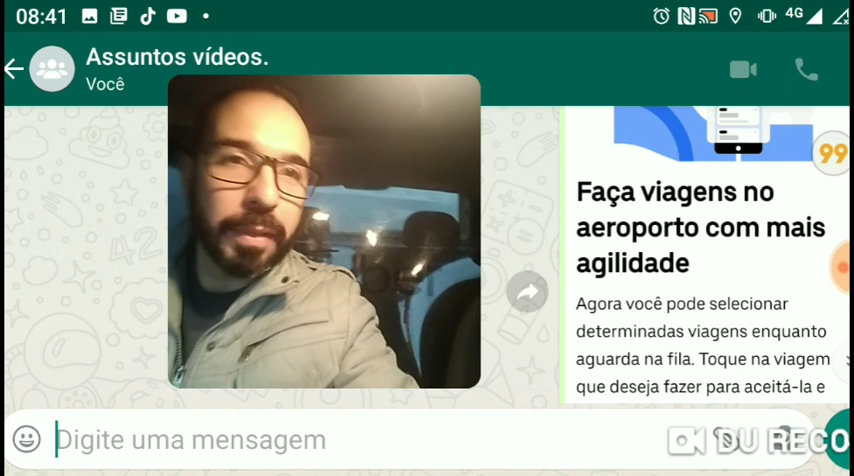 08:41
4G
Assuntos vídeos.
Você
99
Faça viagens no
aeroporto com mais
agilidade
Agora você pode selecionar
determinadas viagens enquanto
aguarda na fila. Toque na viagem
que deseja fazer para aceitá-la e
Digite uma mensagem
DU RECO